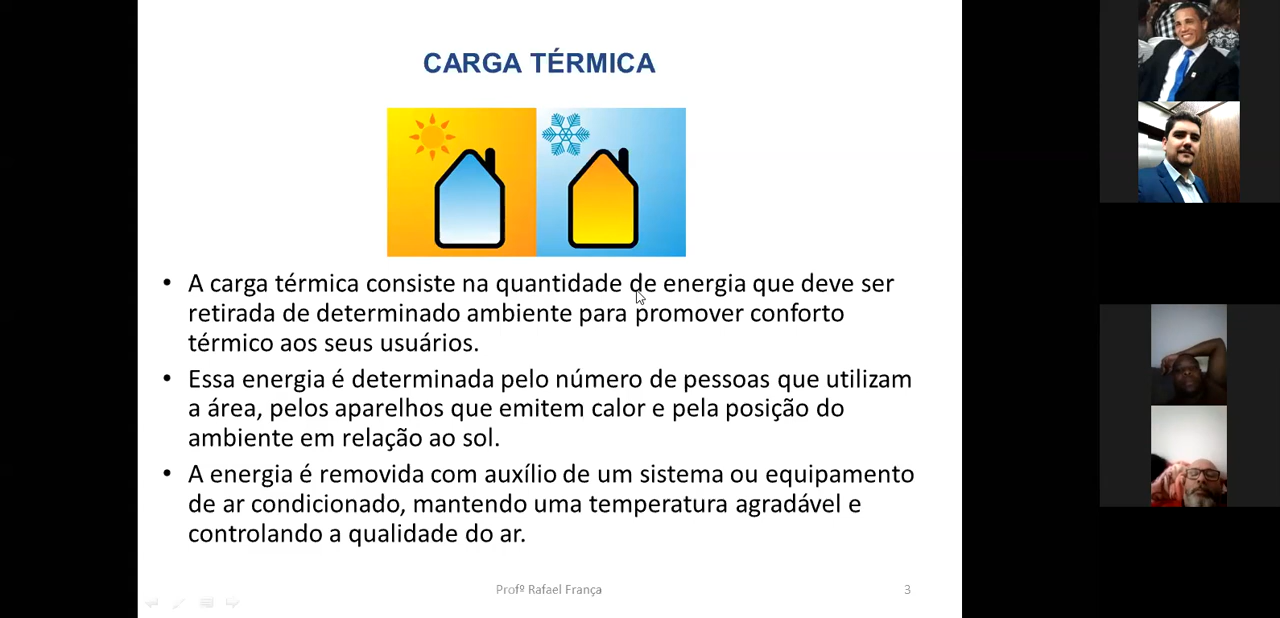 CARGA TÉRMICA
• A carga térmica consiste na quantidade de energia que deve ser
retirada de determinado ambiente para promover conforto
térmico aos seus usuários.
• Essa energia é determinada pelo número de pessoas que utilizam
a área, pelos aparelhos que emitem calor e pela posição do
ambiente em relação ao sol.
• A energia é removida com auxílio de um sistema ou equipamento
de ar condicionado, mantendo uma temperatura agradável e
controlando a qualidade do ar.
Profº Rafael França
3